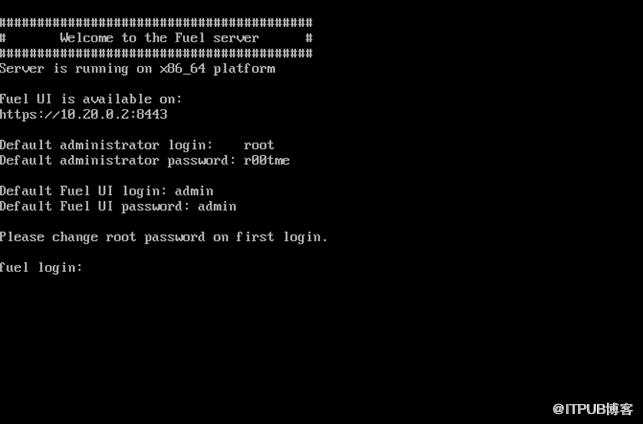 #########################################
#       Welcome to the Fuel server      #
#########################################
Server is running on x86_64 platform
Fuel UI is available on:
https://10.20.0.2:8443
Default administrator login:    root
Default administrator password: r00tme
Default Fuel UI login: admin
Default Fuel UI password: admin
Please change root password on first login.
fuel login:
@ITPUB博客